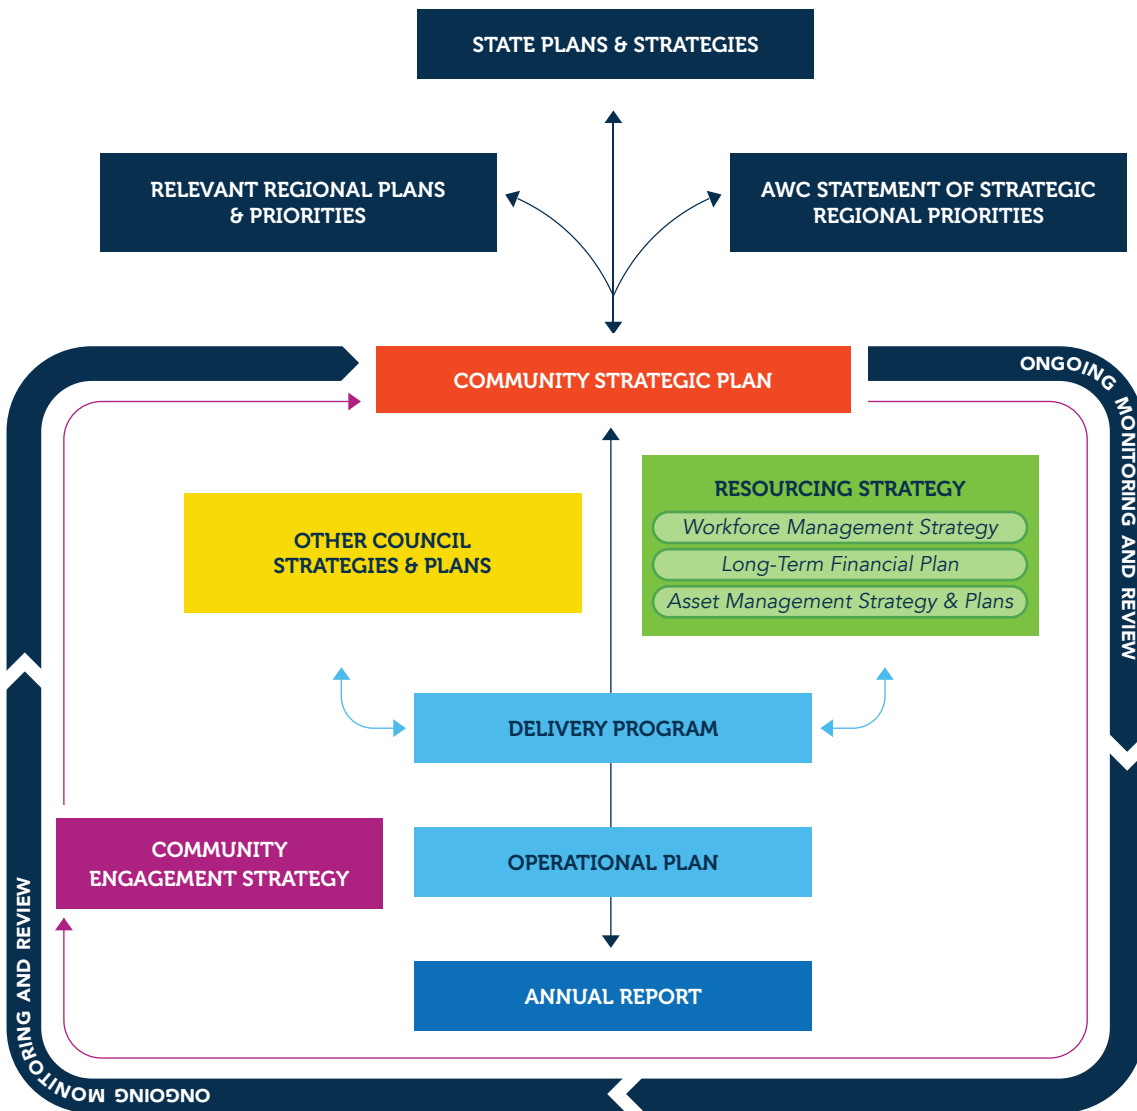 STATE PLANS & STRATEGIES
RELEVANT REGIONAL PLANS
& PRIORITIES
AWC STATEMENT OF STRATEGIC
REGIONAL PRIORITIES
COMMUNITY STRATEGIC PLAN
ONGOING MONITORING AND REVIEW
RESOURCING STRATEGY
Workforce Management Strategy
Long-Term Financial Plan
Asset Management Strategy & Plans
OTHER COUNCIL
STRATEGIES & PLANS
DELIVERY PROGRAM
COMMUNITY
ENGAGEMENT STRATEGY
OPERATIONAL PLAN
ANNUAL REPORT
ONGOING MONITORING AND REVIEW